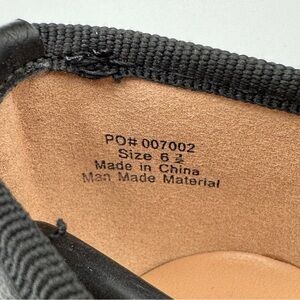 PO# 007002
Size 6 ½
Made in China
Man Made Material